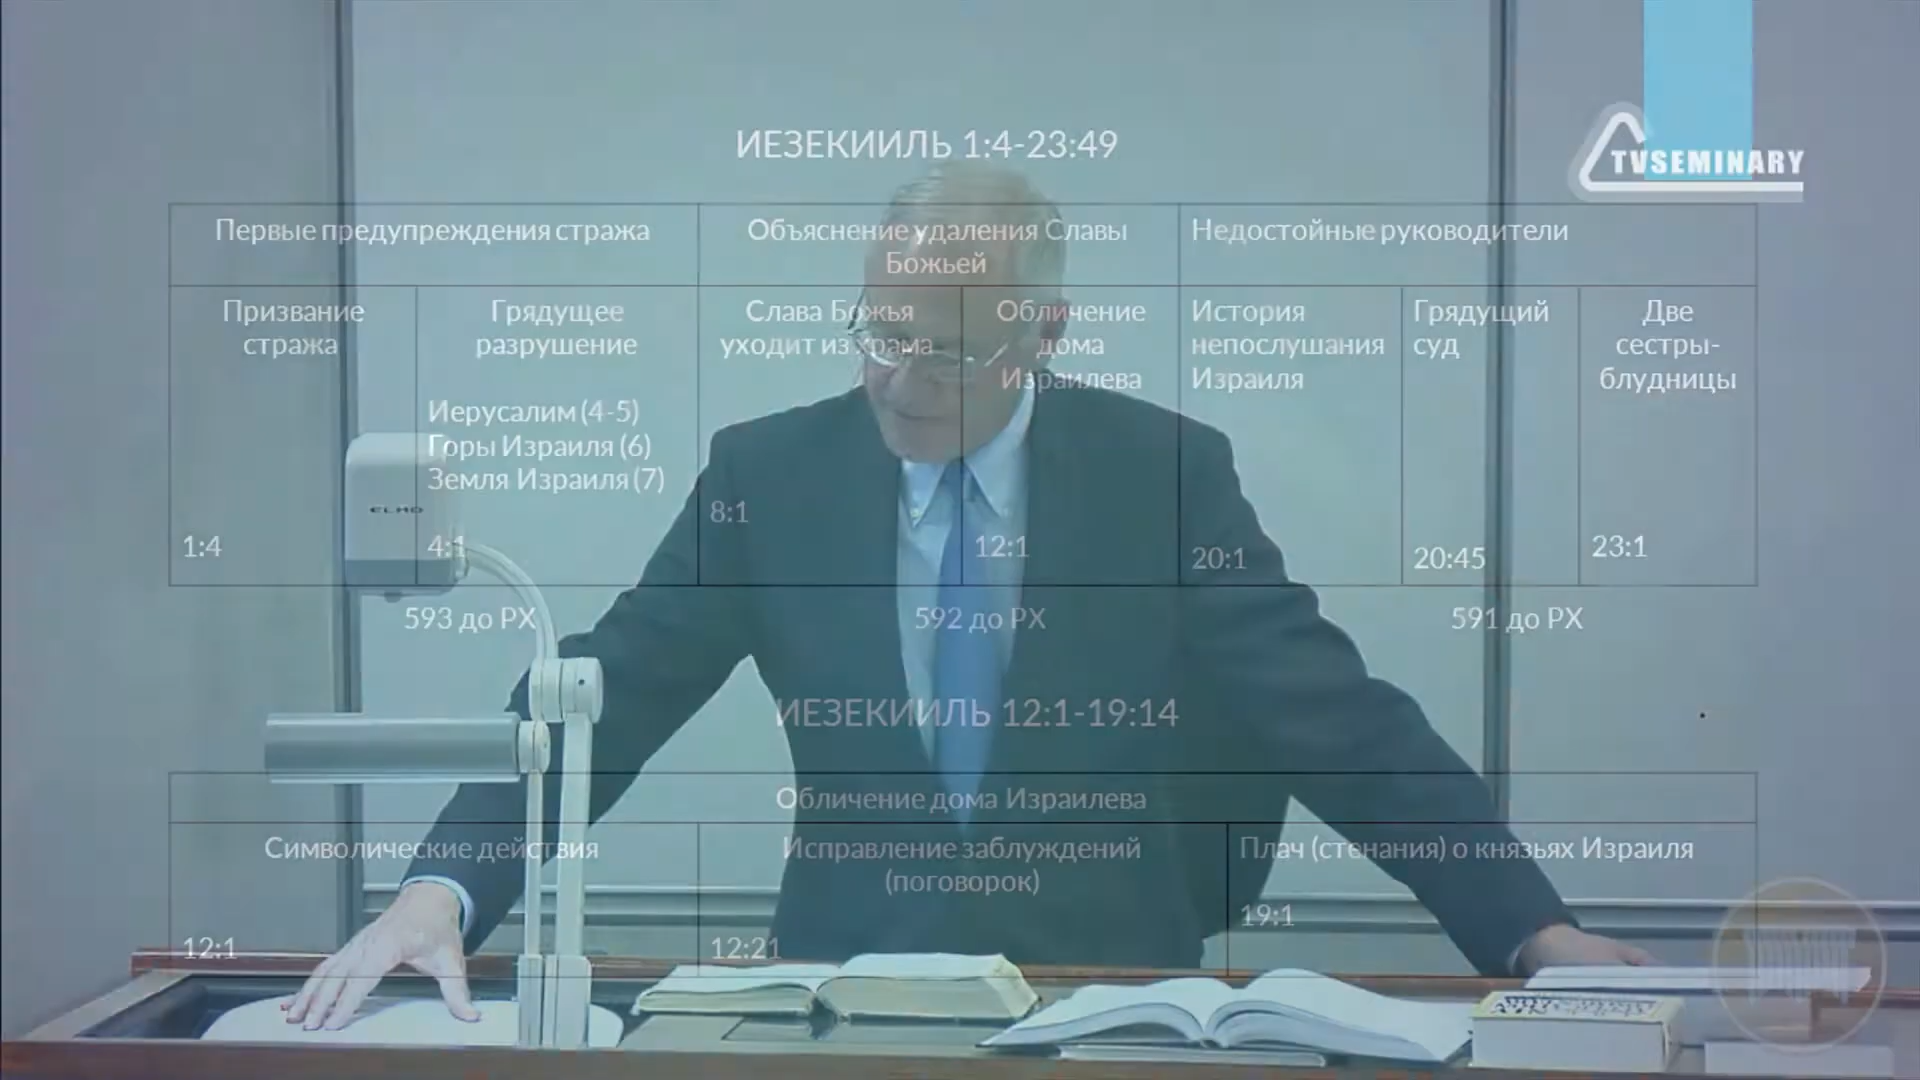 ИЕЗЕКИИЛЬ 1:4-23:49
TVSEMINARY
Первые предупреждения стража
Объяснение удаления Славы
Божьей
Недостойные руководители
Призвание
стража
1:4
Грядущее
разрушение
Иерусалим (4-5)
Горы Израиля (6)
Земля Израиля (7)
4:1
Слава Божья
уходит из храма
8:1
Обличение
дома
Израилева
12:1
История
непослушания
Израиля
20:1
Грядущий
суд
20:45
Две
сестры-
блудницы
23:1
ELMO
593 до РХ
592 до РХ
591 до РХ
ИЕЗЕКИИЛЬ 12:1-19:14
Обличение дома Израилева
Символические действия
12:1
Исправление заблуждений
(поговорок)
12:21
Плач (стенания) о князьях Израиля
19:1